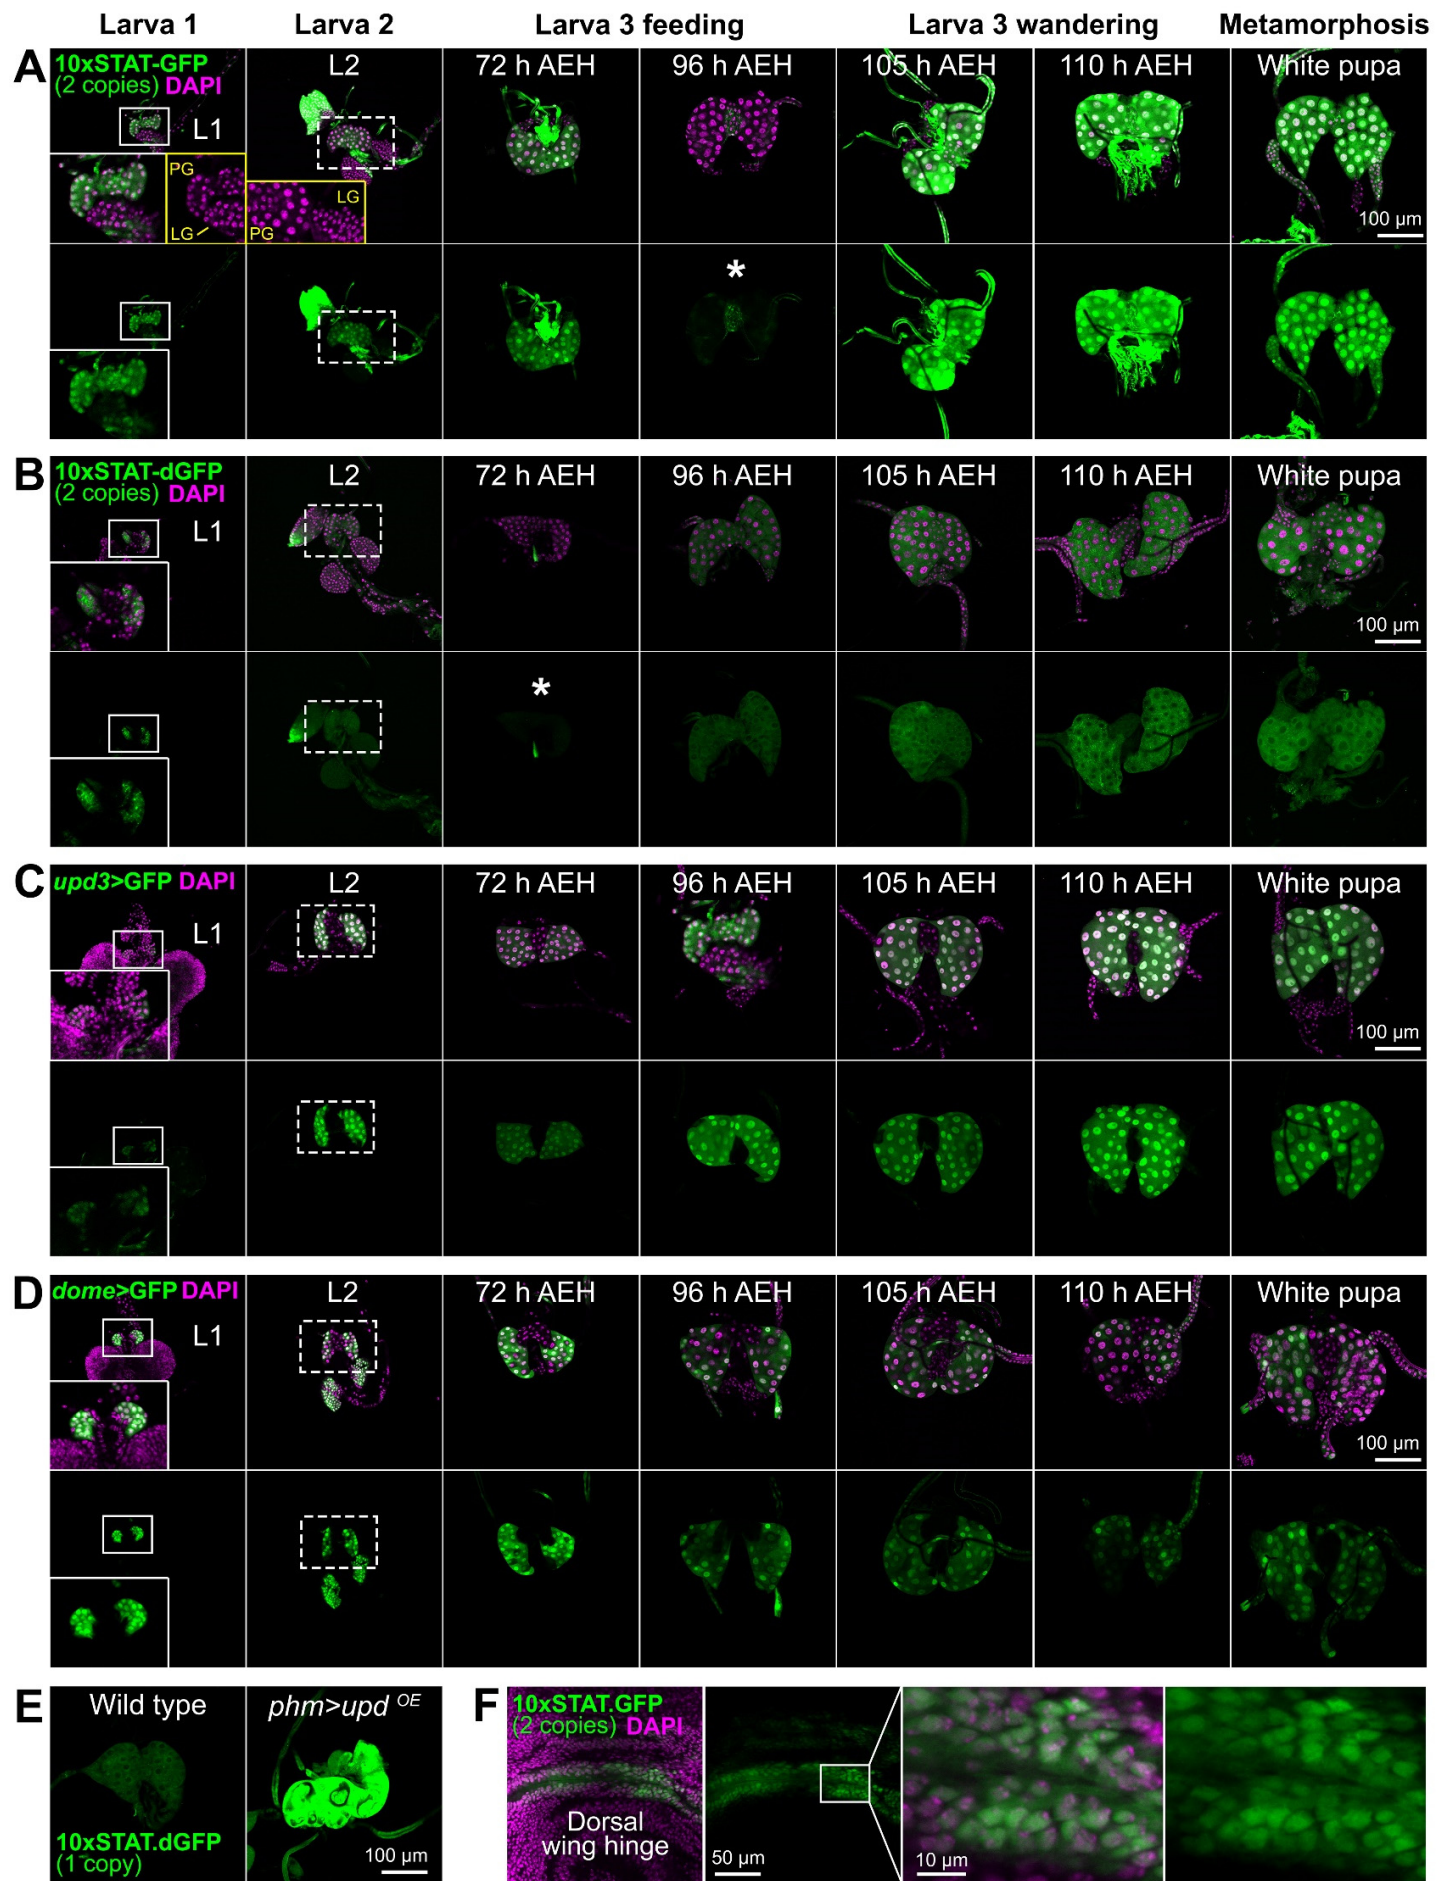 Larva 1 Larva 2 Larva 3 feeding Larva 3 wandering Metamorphosis
A
10xSTAT-GFP
(2 copies) DAPI
L1
L2
72 h AEH
96 h AEH
105 h AEH
110 h AEH
White pupa
PG
LG
LG
PG
100 µm
*
B
10xSTAT-dGFP
(2 copies) DAPI
L1
L2
72 h AEH
96 h AEH
105 h AEH
110 h AEH
White pupa
100 µm
*
C
upd3>GFP DAPI
L1
L2
72 h AEH
96 h AEH
105 h AEH
110 h AEH
White pupa
100 µm
D
dome>GFP DAPI
L1
L2
72 h AEH
96 h AEH
105 h AEH
110 h AEH
White pupa
100 µm
E
Wild type
phm>upd OE
10xSTAT.dGFP
(1 copy)
100 µm
F
10xSTAT.GFP
(2 copies) DAPI
Dorsal
wing hinge
50 µm
10 µm